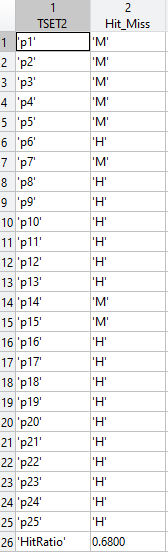 1 2
TSET2 Hit_Miss
1 'p1' 'M'
2 'p2' 'M'
3 'p3' 'M'
4 'p4' 'M'
5 'p5' 'M'
6 'p6' 'H'
7 'p7' 'M'
8 'p8' 'H'
9 'p9' 'H'
10 'p10' 'H'
11 'p11' 'H'
12 'p12' 'H'
13 'p13' 'H'
14 'p14' 'M'
15 'p15' 'M'
16 'p16' 'H'
17 'p17' 'H'
18 'p18' 'H'
19 'p19' 'H'
20 'p20' 'H'
21 'p21' 'H'
22 'p22' 'H'
23 'p23' 'H'
24 'p24' 'H'
25 'p25' 'H'
26 'HitRatio' 0.6800